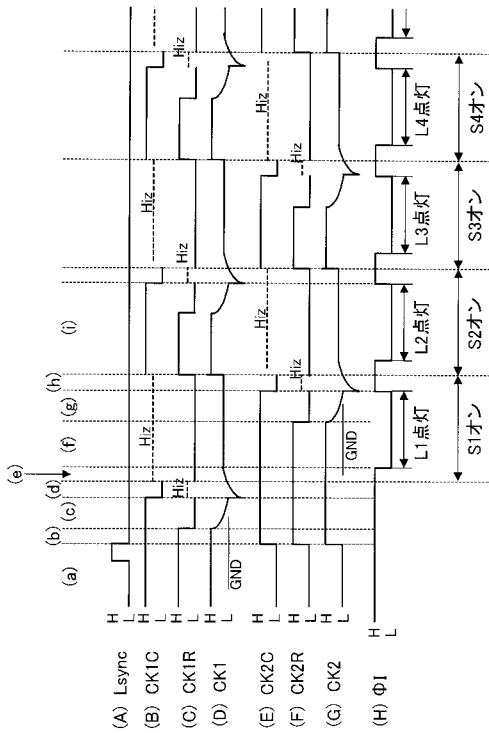 (e)
(a) (b) (c) (d) (f) (g) (h) (i)
(A) Lsync H L
(B) CK1C H L Hiz Hiz
(C) CK1R H L Hiz Hiz Hiz
(D) CK1 H L GND
(E) CK2C H L Hiz Hiz
(F) CK2R H L Hiz Hiz
(G) CK2 H L GND
(H) ΦI H L
L1点灯 L2点灯 L3点灯 L4点灯
S1オン S2オン S3オン S4オン